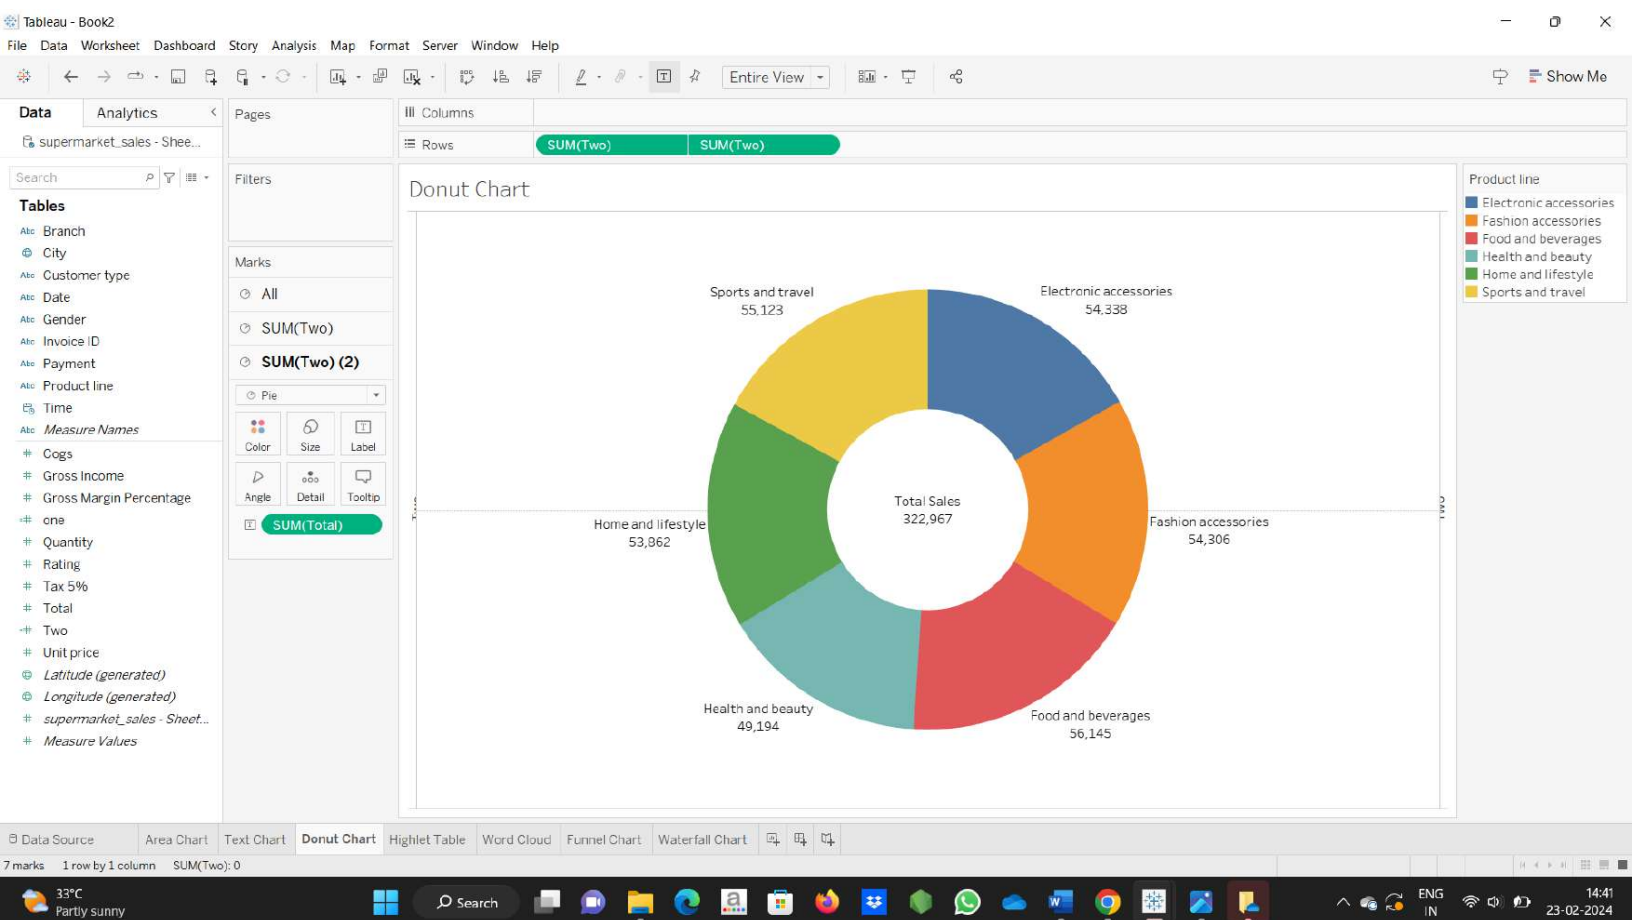 Tableau - Book2
File Data Worksheet Dashboard Story Analysis Map Format Server Window Help
Entire View
Show Me
Data Analytics
supermarket_sales - Shee...
Search
Tables
Abc Branch
City
Abc Customer type
Abc Date
Abc Gender
Abc Invoice ID
Abc Payment
Abc Product line
Time
Abc Measure Names
# Cogs
# Gross Income
# Gross Margin Percentage
# one
# Quantity
# Rating
# Tax 5%
# Total
# Two
# Unit price
Latitude (generated)
Longitude (generated)
# supermarket_sales - Sheet...
# Measure Values
Pages
Filters
Marks
All
SUM(Two)
SUM(Two) (2)
Pie
Color Size Label
Angle Detail Tooltip
SUM(Total)
Columns
Rows SUM(Two) SUM(Two)
Donut Chart
Sports and travel
55,123
Electronic accessories
54,338
Home and lifestyle
53,862
Total Sales
322,967
Fashion accessories
54,306
Health and beauty
49,194
Food and beverages
56,145
Product line
Electronic accessories
Fashion accessories
Food and beverages
Health and beauty
Home and lifestyle
Sports and travel
Data Source Area Chart Text Chart Donut Chart Highlet Table Word Cloud Funnel Chart Waterfall Chart
7 marks 1 row by 1 column SUM(Two): 0
33°C
Partly sunny
Search
ENG
IN
14:41
23-02-2024